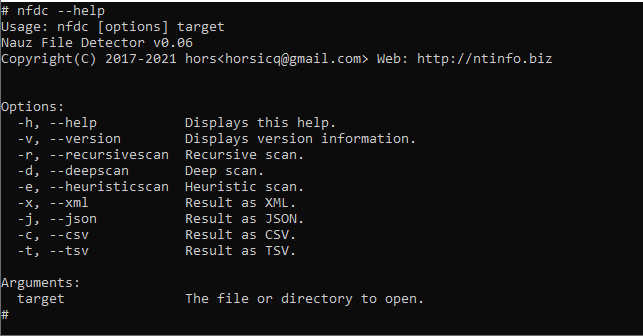 # nfdc --help
Usage: nfdc [options] target
Nauz File Detector v0.06
Copyright(C) 2017-2021 hors<horsicq@gmail.com> Web: http://ntinfo.biz
Options:
-h, --help Displays this help.
-v, --version Displays version information.
-r, --recursivescan Recursive scan.
-d, --deepscan Deep scan.
-e, --heuristicscan Heuristic scan.
-x, --xml Result as XML.
-j, --json Result as JSON.
-c, --csv Result as CSV.
-t, --tsv Result as TSV.
Arguments:
target The file or directory to open.
#